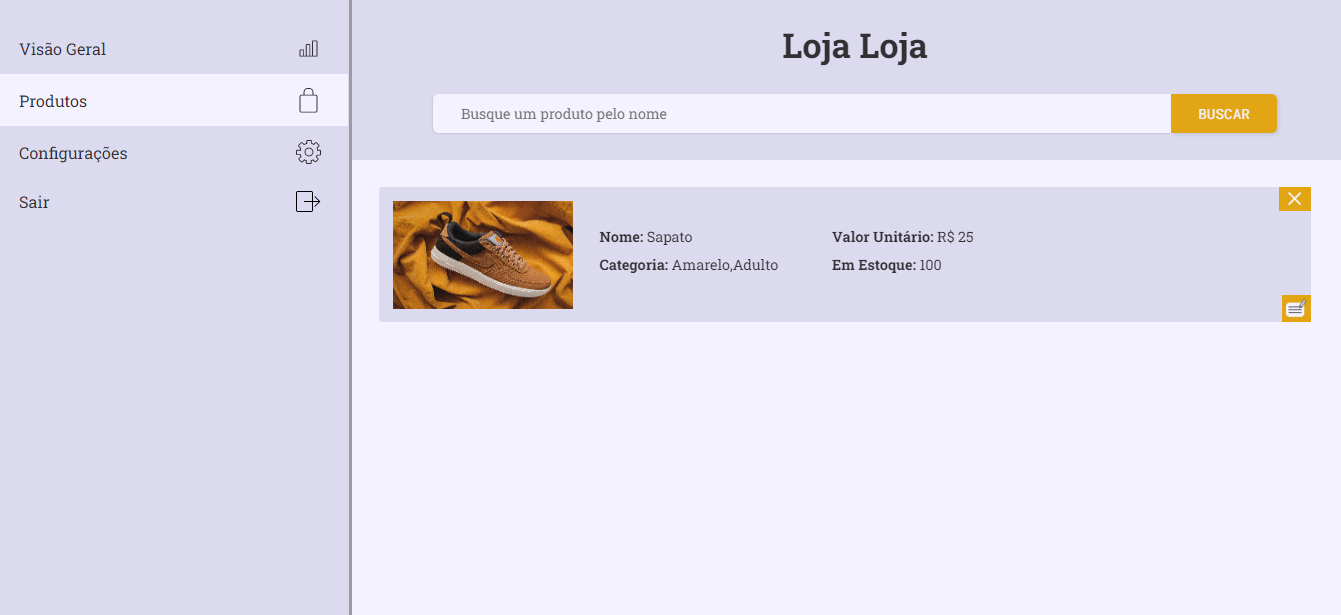 Visão Geral
Produtos
Configurações
Sair
Loja Loja
Busque um produto pelo nome
BUSCAR
Nome: Sapato
Valor Unitário: R$ 25
Categoria: Amarelo,Adulto
Em Estoque: 100